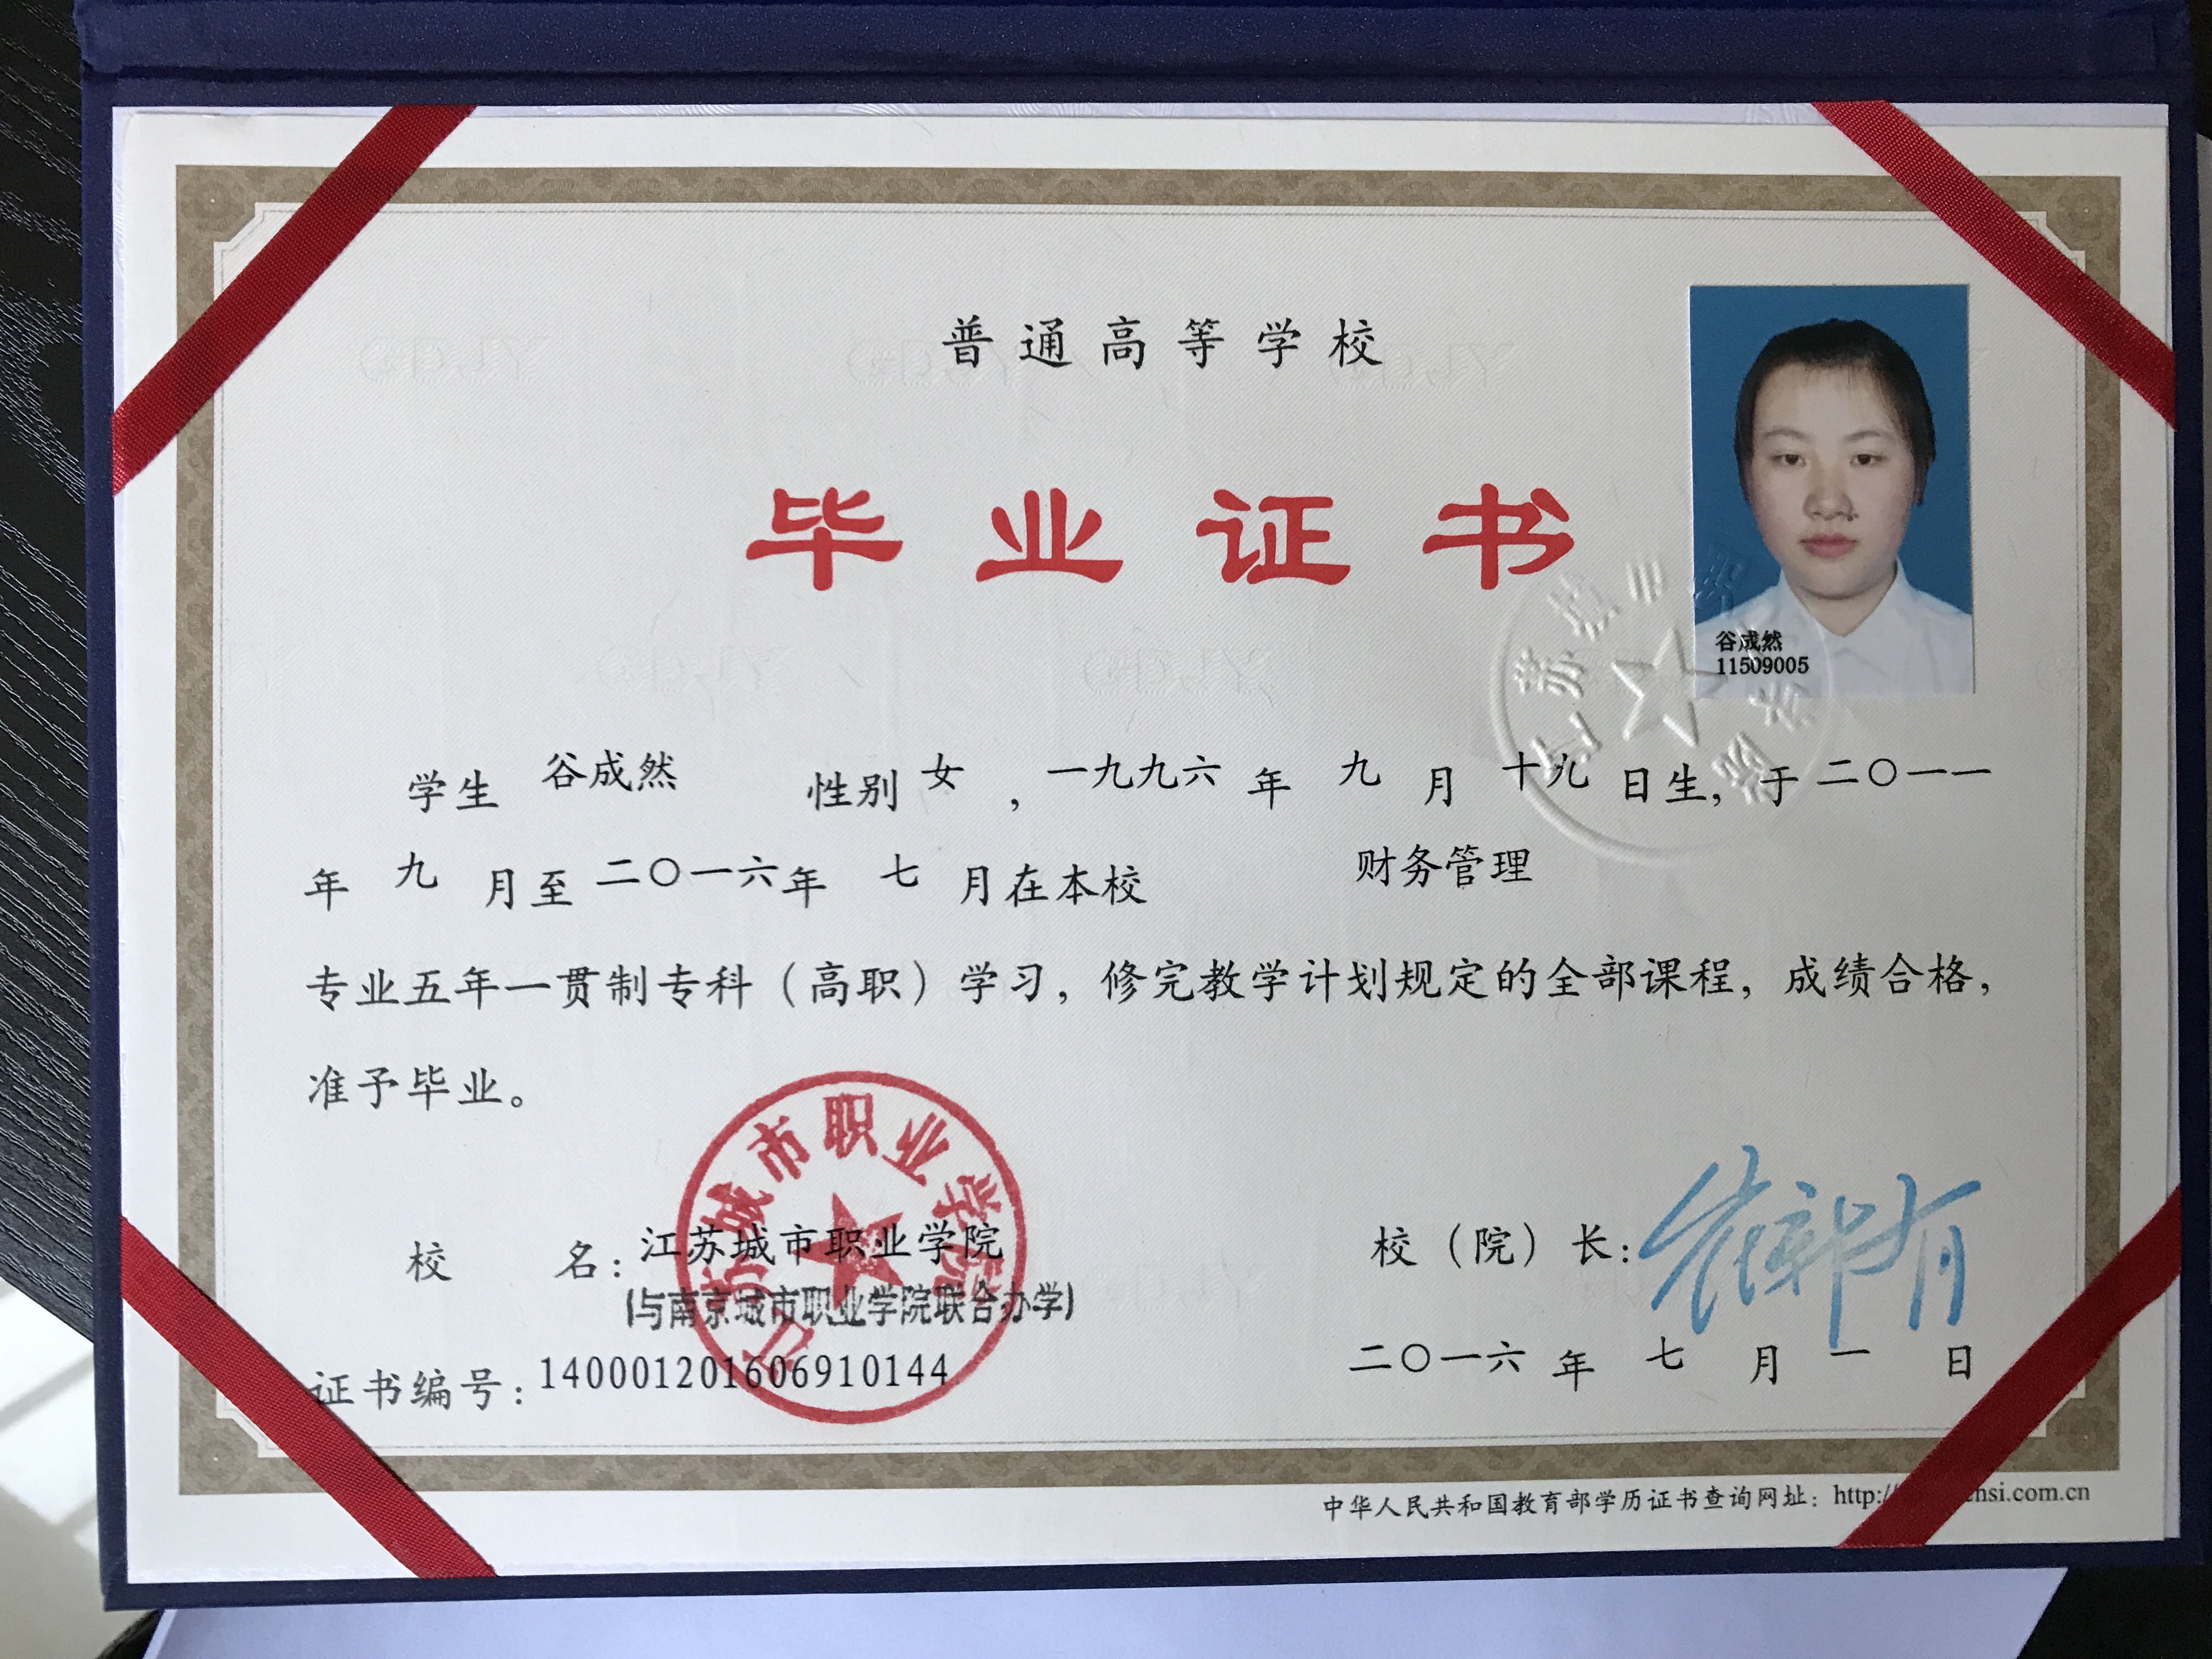 普通高等学校
毕业证书
谷成然
11509005
学生 谷成然 性别 女 ，一九九六 年 九 月 十九 日生，于 二〇一一
年 九 月至 二〇一六年 七 月在本校 财务管理
专业五年一贯制专科（高职）学习，修完教学计划规定的全部课程，成绩合格，
准予毕业。
江苏城市职业学院
校 名：江苏城市职业学院
(与南京城市职业学院联合办学)
校（院）长：
证书编号：140001201606910144
二〇一六 年 七 月 一 日
中华人民共和国教育部学历证书查询网址：http:/ hsi.com.cn